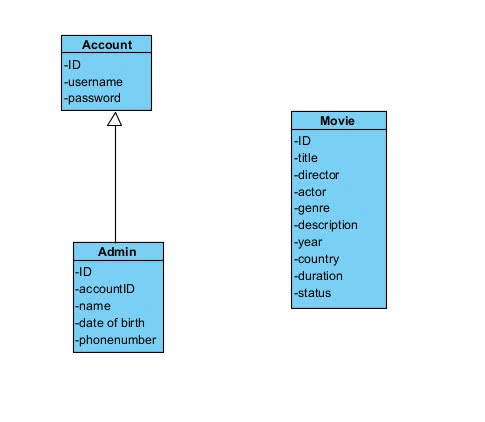 Account
-ID
-username
-password
Movie
-ID
-title
-director
-actor
-genre
-description
-year
-country
-duration
-status
Admin
-ID
-accountID
-name
-date of birth
-phonenumber